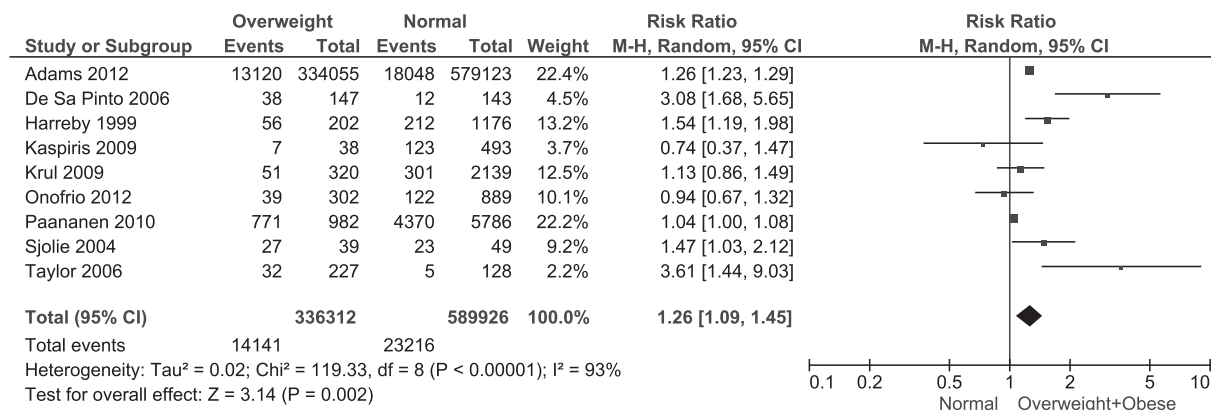 Overweight Normal Risk Ratio Risk Ratio
Study or Subgroup Events Total Events Total Weight M-H, Random, 95% CI M-H, Random, 95% CI
Adams 2012 13120 334055 18048 579123 22.4% 1.26 [1.23, 1.29]
De Sa Pinto 2006 38 147 12 143 4.5% 3.08 [1.68, 5.65]
Harreby 1999 56 202 212 1176 13.2% 1.54 [1.19, 1.98]
Kaspiris 2009 7 38 123 493 3.7% 0.74 [0.37, 1.47]
Krul 2009 51 320 301 2139 12.5% 1.13 [0.86, 1.49]
Onofrio 2012 39 302 122 889 10.1% 0.94 [0.67, 1.32]
Paananen 2010 771 982 4370 5786 22.2% 1.04 [1.00, 1.08]
Sjolie 2004 27 39 23 49 9.2% 1.47 [1.03, 2.12]
Taylor 2006 32 227 5 128 2.2% 3.61 [1.44, 9.03]
Total (95% CI) 336312 589926 100.0% 1.26 [1.09, 1.45]
Total events 14141 23216
Heterogeneity: Tau² = 0.02; Chi² = 119.33, df = 8 (P < 0.00001); I² = 93%
Test for overall effect: Z = 3.14 (P = 0.002)
0.1 0.2 0.5 1 2 5 10
Normal Overweight+Obese